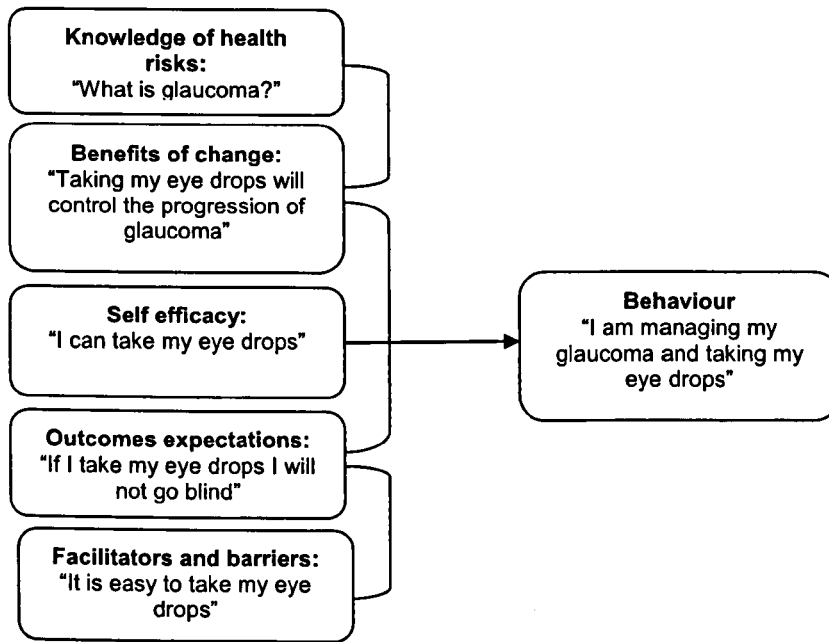 Knowledge of health
risks:
"What is glaucoma?"
Benefits of change:
"Taking my eye drops will
control the progression of
glaucoma"
Self efficacy:
"I can take my eye drops"
Outcomes expectations:
"If I take my eye drops I will
not go blind"
Facilitators and barriers:
"It is easy to take my eye
drops"
Behaviour
"I am managing my
glaucoma and taking my
eye drops"